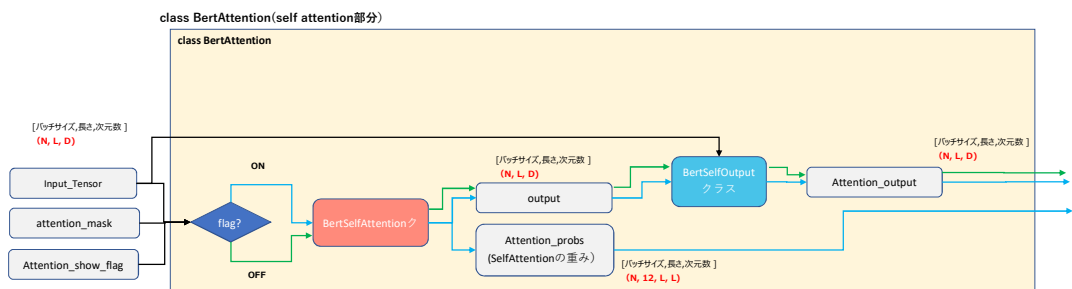 class BertAttention(self attention部分)
class BertAttention
[バッチサイズ,長さ,次元数 ]
(N, L, D)
Input_Tensor
attention_mask
Attention_show_flag
ON
flag?
OFF
BertSelfAttentionク
[バッチサイズ,長さ,次元数 ]
(N, L, D)
output
Attention_probs
(SelfAttentionの重み)
[バッチサイズ,長さ,次元数 ]
(N, 12, L, L)
BertSelfOutput
クラス
[バッチサイズ,長さ,次元数 ]
(N, L, D)
Attention_output